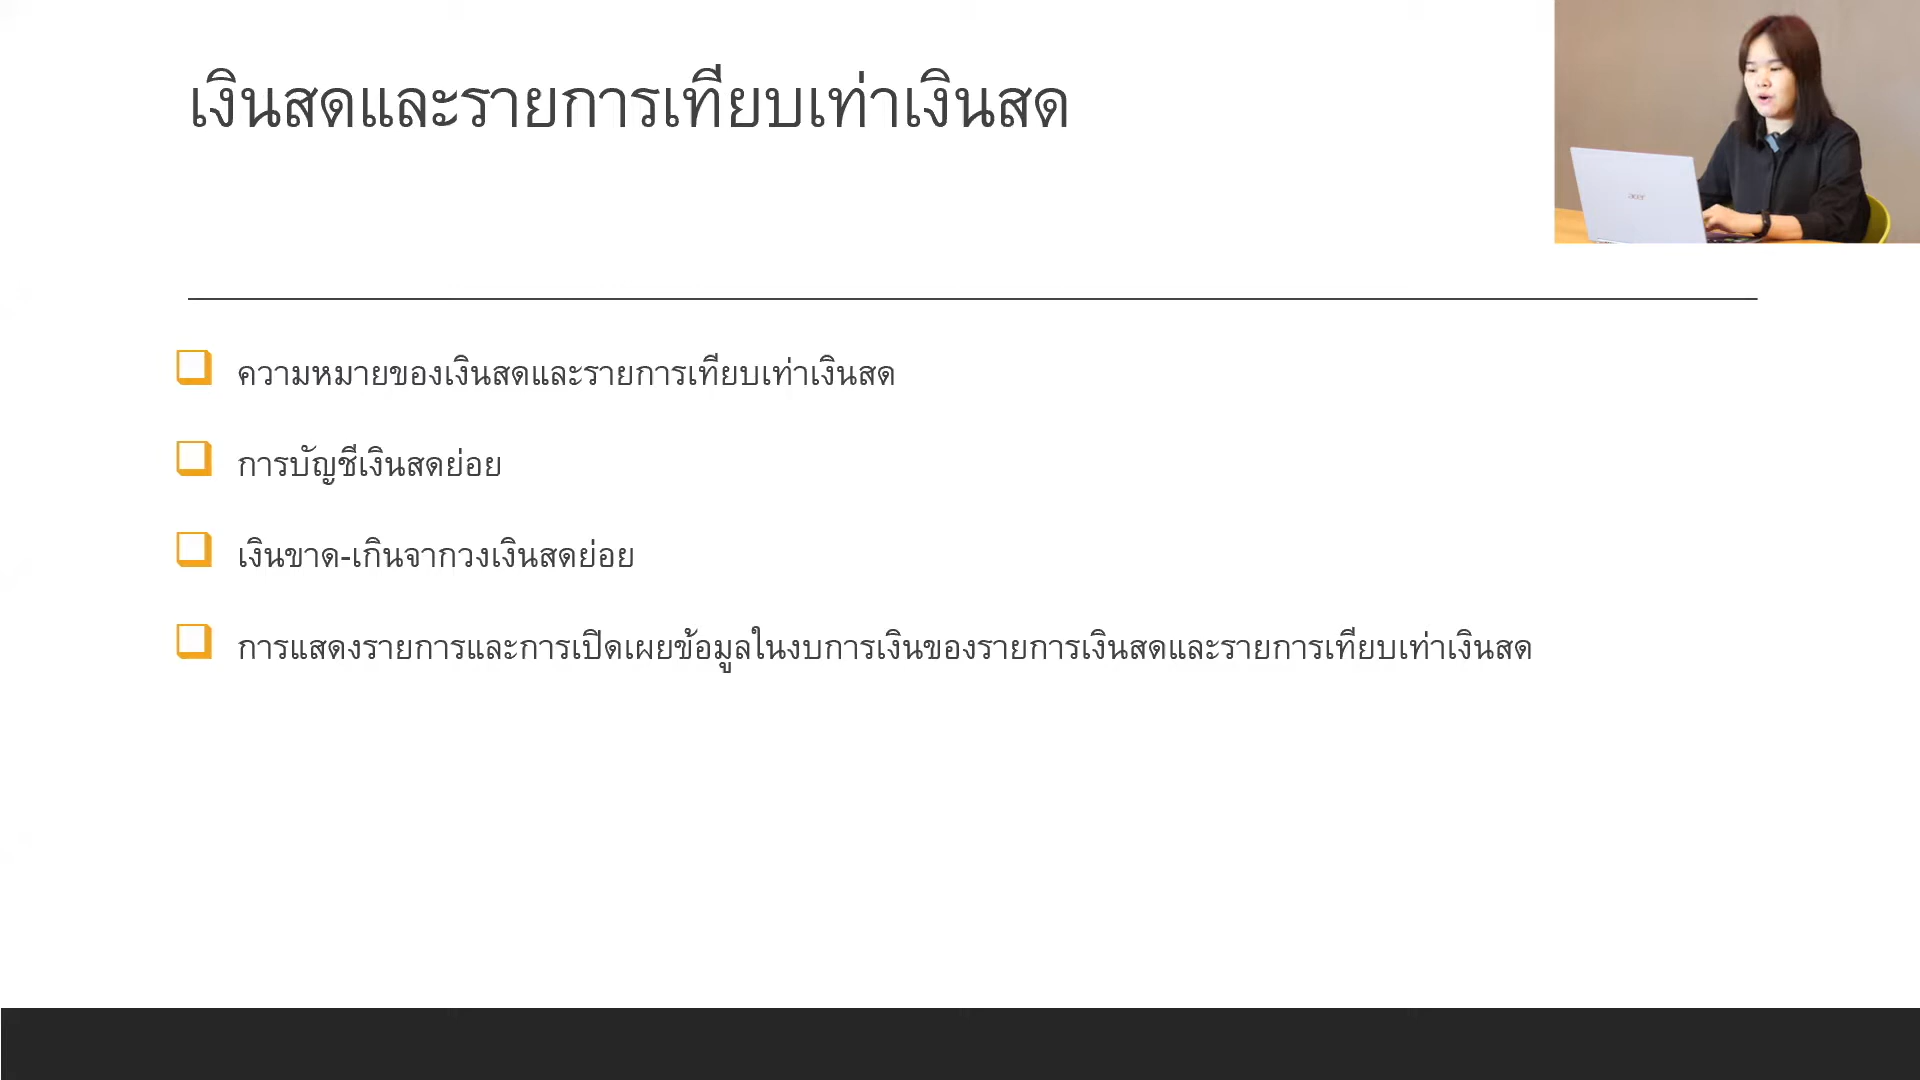 เงินสดและรายการเทียบเท่าเงินสด
acer
ความหมายของเงินสดและรายการเทียบเท่าเงินสด
การบัญชีเงินสดย่อย
เงินขาด-เกินจากวงเงินสดย่อย
การแสดงรายการและการเปิดเผยข้อมูลในงบการเงินของรายการเงินสดและรายการเทียบเท่าเงินสด